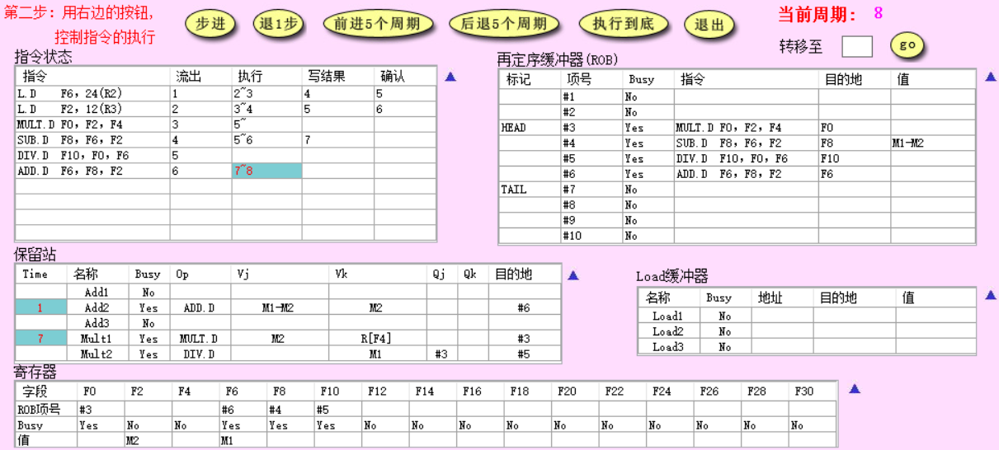 第二步：用右边的按钮，
控制指令的执行
步进 退1步 前进5个周期 后退5个周期 执行到底 退出
当前周期： 8
转移至 go
指令状态
指令 流出 执行 写结果 确认
L.D F6，24(R2) 1 2~3 4 5
L.D F2，12(R3) 2 3~4 5 6
MULT.D F0，F2，F4 3 5~
SUB.D F8，F6，F2 4 5~6 7
DIV.D F10，F0，F6 5
ADD.D F6，F8，F2 6 7~8
再定序缓冲器(ROB)
标记 项号 Busy 指令 目的地 值
#1 No
#2 No
HEAD #3 Yes MULT.D F0，F2，F4 F0
#4 Yes SUB.D F8，F6，F2 F8 M1-M2
#5 Yes DIV.D F10，F0，F6 F10
#6 Yes ADD.D F6，F8，F2 F6
TAIL #7 No
#8 No
#9 No
#10 No
保留站
Time 名称 Busy Op Vj Vk Qj Qk 目的地
Add1 No
1 Add2 Yes ADD.D M1-M2 M2 #6
Add3 No
7 Mult1 Yes MULT.D M2 R[F4] #3
Mult2 Yes DIV.D M1 #3 #5
Load缓冲器
名称 Busy 地址 目的地 值
Load1 No
Load2 No
Load3 No
寄存器
字段 F0 F2 F4 F6 F8 F10 F12 F14 F16 F18 F20 F22 F24 F26 F28 F30
ROB项号 #3 #6 #4 #5
Busy Yes No No Yes Yes Yes No No No No No No No No No No
值 M2 M1